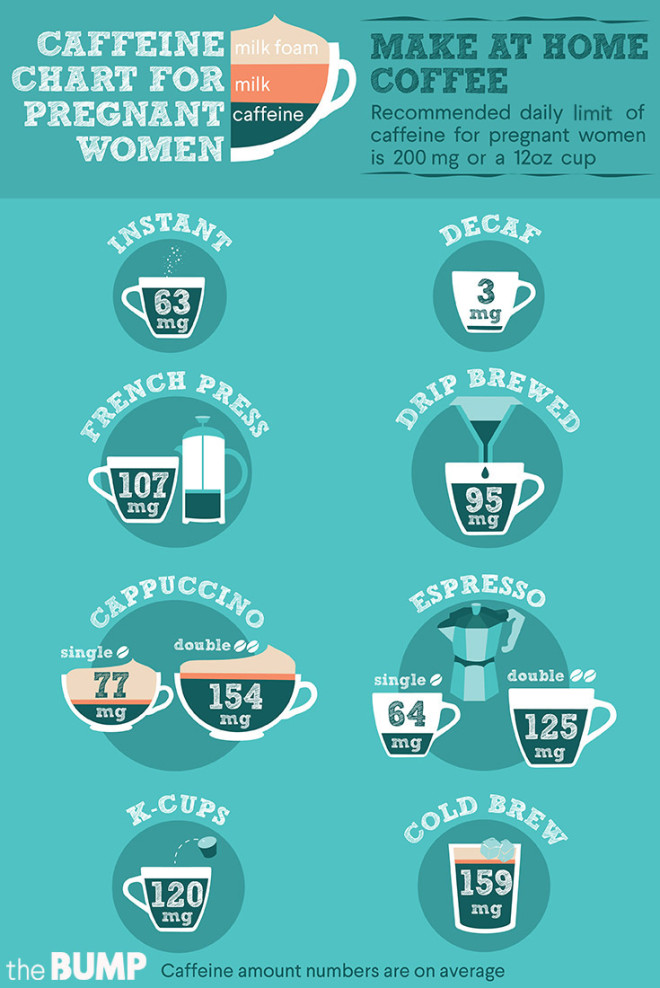 CAFFEINE
CHART FOR
PREGNANT
WOMEN
milk foam
milk
caffeine
MAKE AT HOME
COFFEE
Recommended daily limit of
caffeine for pregnant women
is 200 mg or a 12oz cup
INSTANT
63
mg
DECAF
3
mg
FRENCH PRESS
107
mg
DRIP BREWED
95
mg
CAPPUCCINO
single
77
mg
double
154
mg
ESPRESSO
single
64
mg
double
125
mg
K-CUPS
120
mg
COLD BREW
159
mg
theBUMP
Caffeine amount numbers are on average